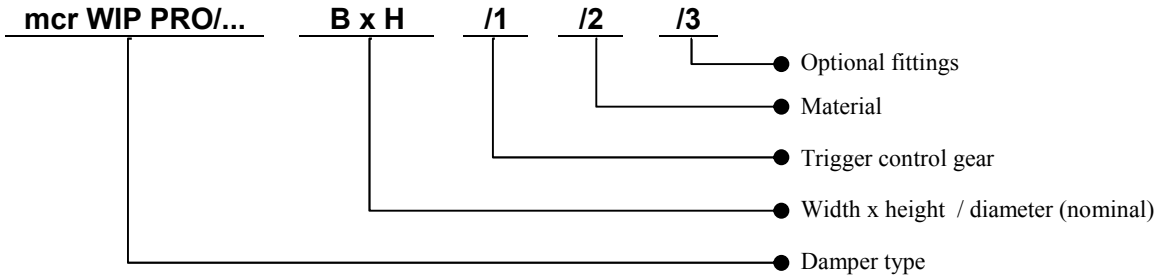 mcr WIP PRO/... B x H /1 /2 /3
Optional fittings
Material
Trigger control gear
Width x height / diameter (nominal)
Damper type